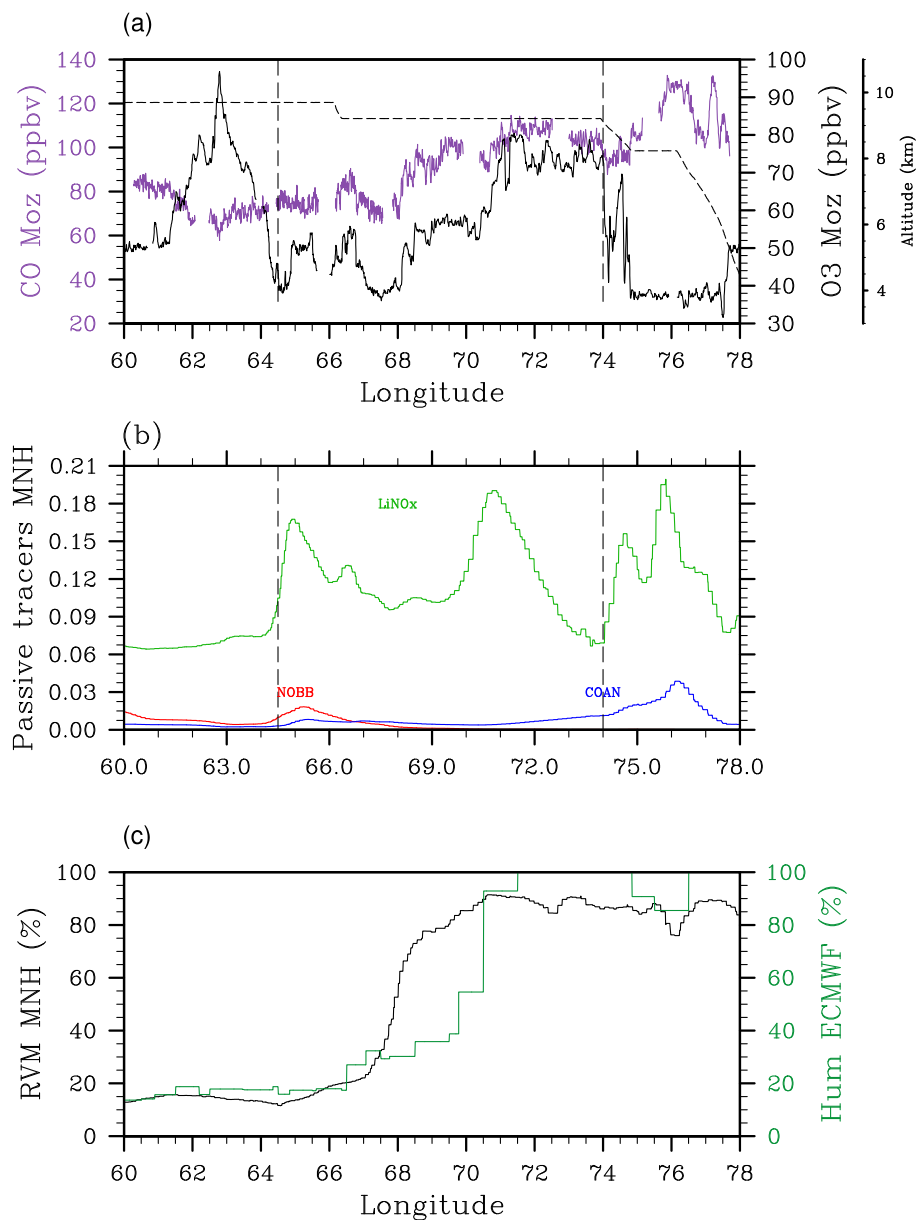 (a)
CO Moz (ppbv)
140
120
100
80
60
40
20
100
90
80
70
60
50
40
30
O3 Moz (ppbv)
10
8
6
4
Altitude (km)
60 62 64 66 68 70 72 74 76 78
Longitude
(b)
Passive tracers MNH
0.21
0.18
0.15
0.12
0.09
0.06
0.03
0.00
LiNOx
NOBB
COAN
60.0 63.0 66.0 69.0 72.0 75.0 78.0
(c)
RVM MNH (%)
100
80
60
40
20
0
100
80
60
40
20
0
Hum ECMWF (%)
60 62 64 66 68 70 72 74 76 78
Longitude